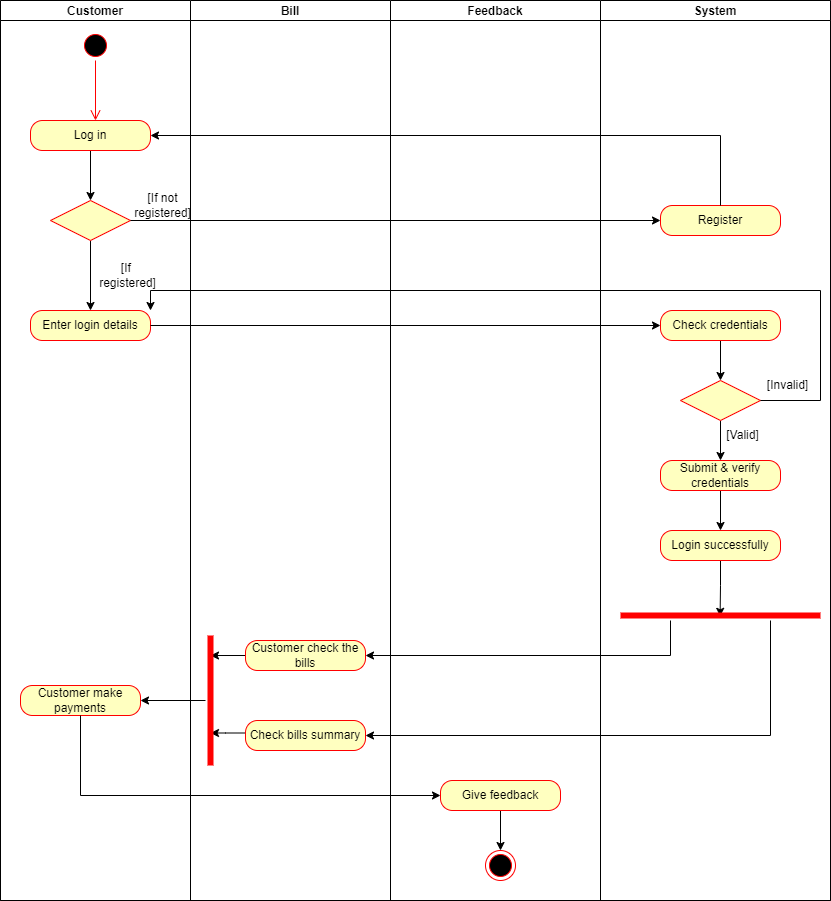 Customer
Bill
Feedback
System
Log in
[If not
registered]
Register
[If
registered]
Enter login details
Check credentials
[Invalid]
[Valid]
Submit & verify
credentials
Login successfully
Customer check the
bills
Customer make
payments
Check bills summary
Give feedback